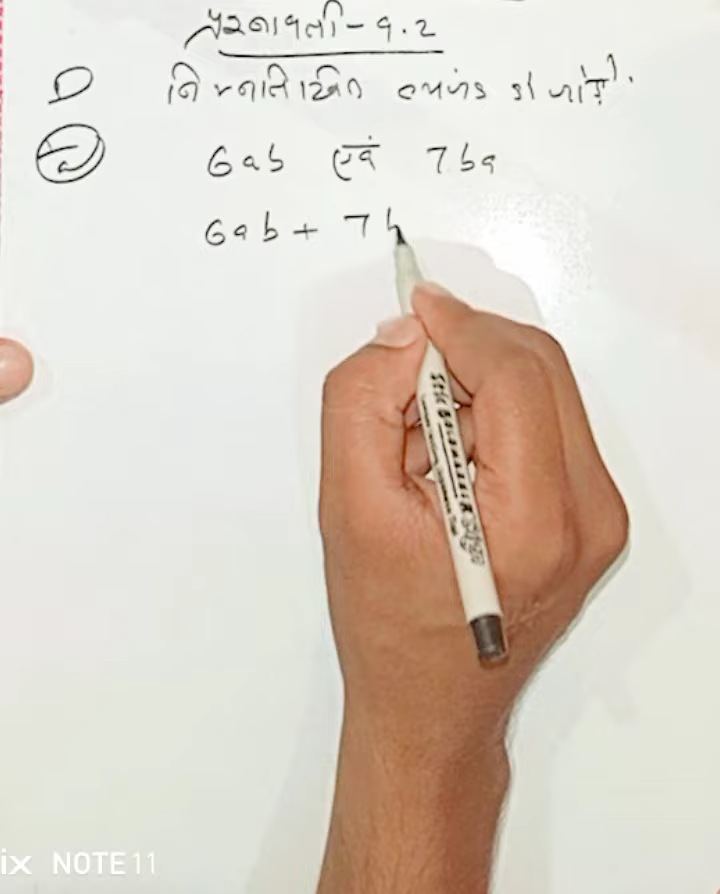 प्रश्नावली - 9.2
1) निम्नलिखित व्यंजक को जोड़ें।
6ab एवं 7ba
6ab + 7b
NOTE 11